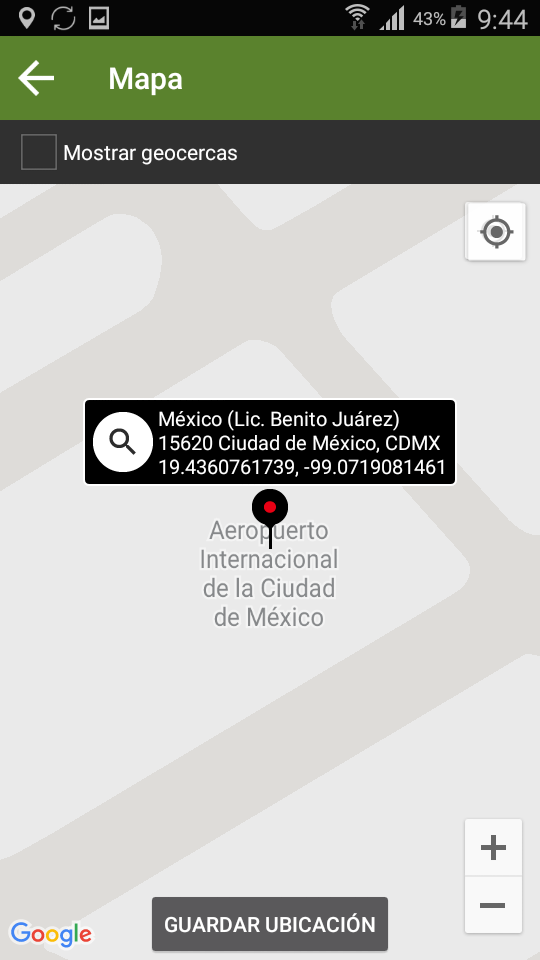 43%
9:44
Mapa
Mostrar geocercas
México (Lic. Benito Juárez)
15620 Ciudad de México, CDMX
19.4360761739, -99.0719081461
Aeropuerto
Internacional
de la Ciudad
de México
GUARDAR UBICACIÓN
Google